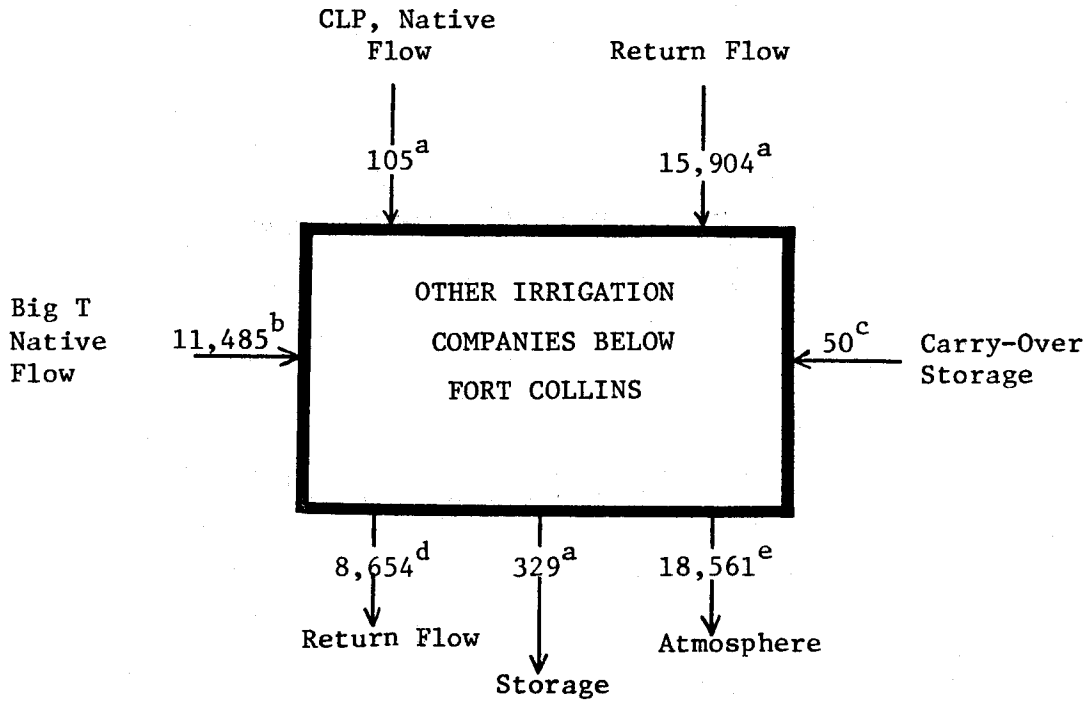 CLP, Native
Flow
Return Flow
105a
15,904a
OTHER IRRIGATION
COMPANIES BELOW
FORT COLLINS
Big T
Native
Flow
11,485b
50c
Carry-Over
Storage
8,654d
329a
18,561e
Return Flow
Storage
Atmosphere